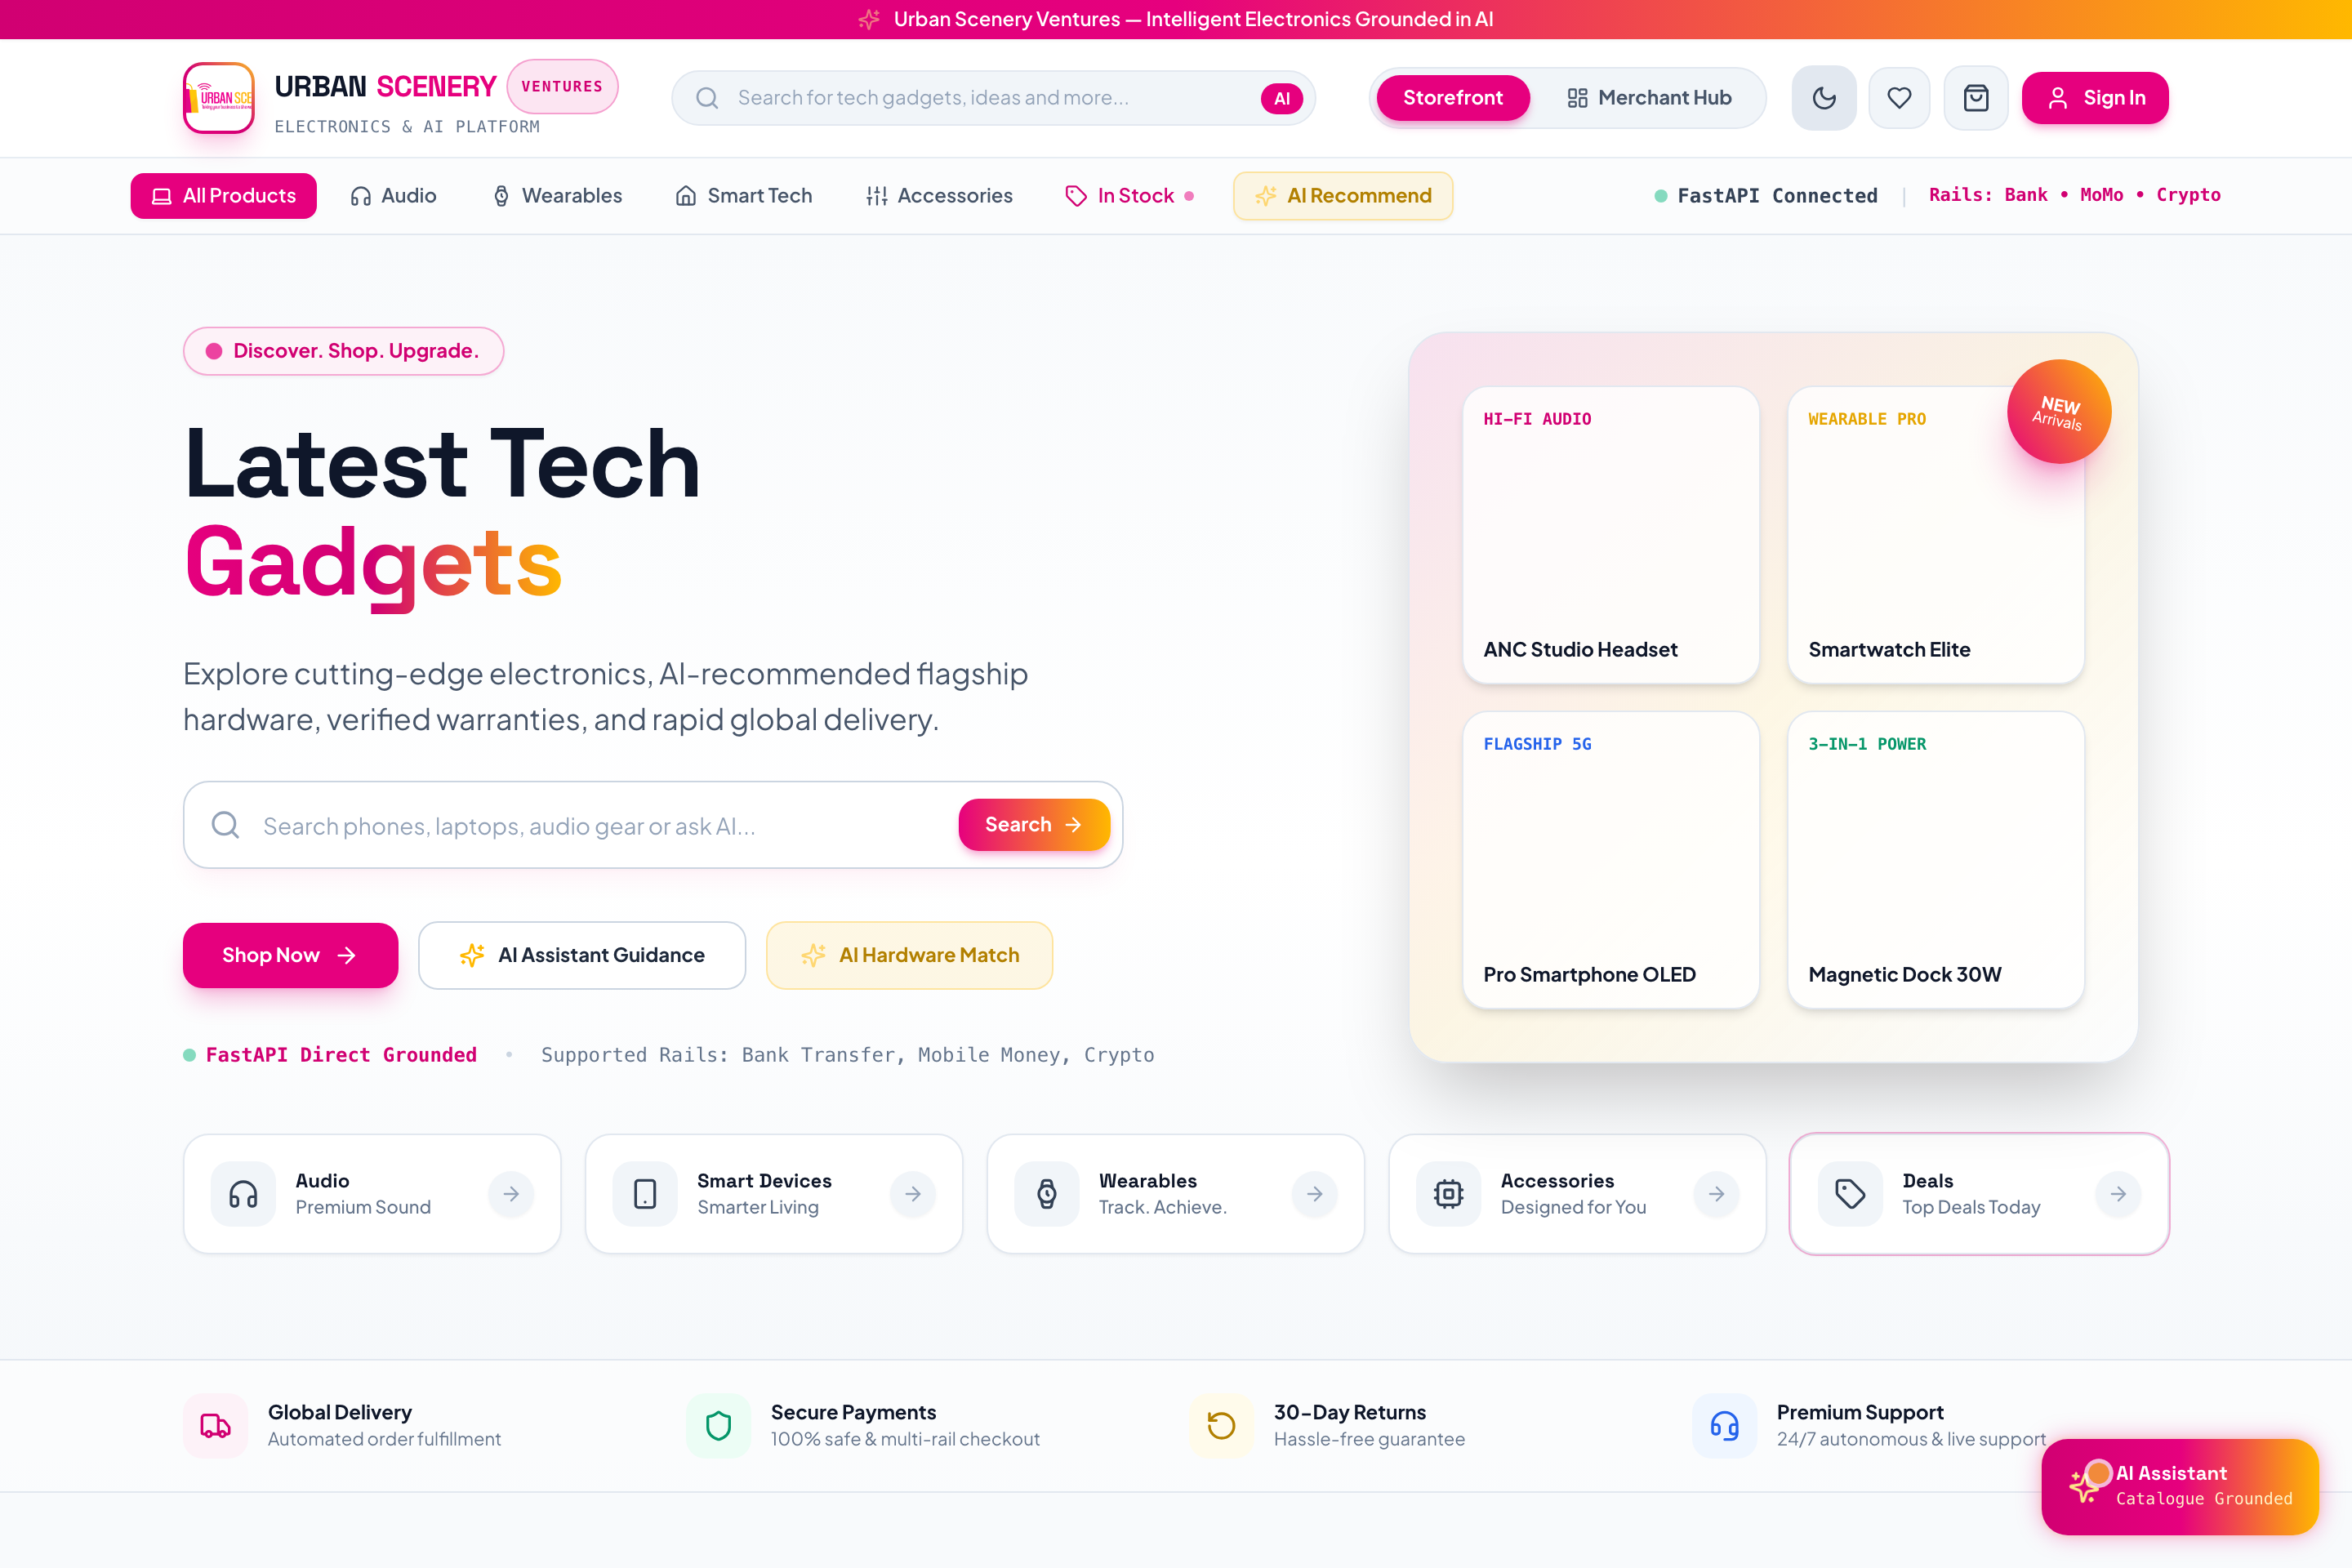 Urban Scenery Ventures — Intelligent Electronics Grounded in AI
URBAN SCE
URBAN SCENERY VENTURES
ELECTRONICS & AI PLATFORM
Search for tech gadgets, ideas and more...
AI
Storefront
Merchant Hub
Sign In
All Products
Audio
Wearables
Smart Tech
Accessories
In Stock
AI Recommend
FastAPI Connected
Rails: Bank • MoMo • Crypto
Discover. Shop. Upgrade.
Latest Tech
Gadgets
Explore cutting-edge electronics, AI-recommended flagship
hardware, verified warranties, and rapid global delivery.
Search phones, laptops, audio gear or ask AI...
Search
Shop Now
AI Assistant Guidance
AI Hardware Match
FastAPI Direct Grounded • Supported Rails: Bank Transfer, Mobile Money, Crypto
HI-FI AUDIO
ANC Studio Headset
WEARABLE PRO
NEW
Arrivals
Smartwatch Elite
FLAGSHIP 5G
Pro Smartphone OLED
3-IN-1 POWER
Magnetic Dock 30W
Audio
Premium Sound
Smart Devices
Smarter Living
Wearables
Track. Achieve.
Accessories
Designed for You
Deals
Top Deals Today
Global Delivery
Automated order fulfillment
Secure Payments
100% safe & multi-rail checkout
30-Day Returns
Hassle-free guarantee
Premium Support
24/7 autonomous & live support
AI Assistant
Catalogue Grounded